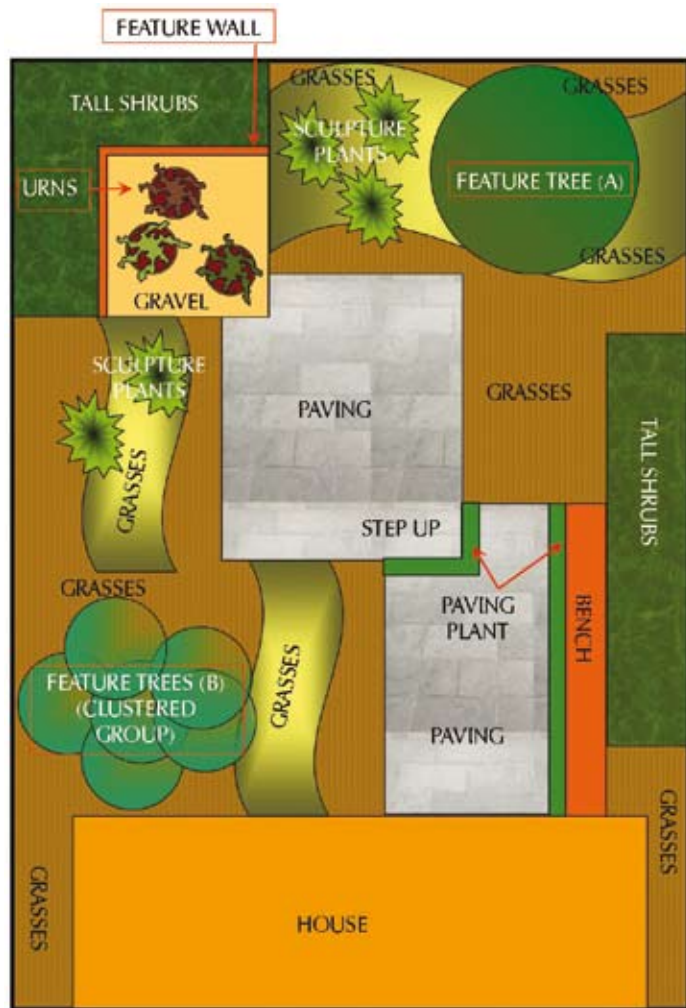 FEATURE WALL
GRASSES
GRASSES
TALL SHRUBS
SCULPTURE
PLANTS
URNS
FEATURE TREE (A)
GRASSES
GRAVEL
SCULPTURE
PLANTS
PAVING
GRASSES
TALL SHRUBS
GRASSES
STEP UP
GRASSES
PAVING
PLANT
BENCH
FEATURE TREES (B)
(CLUSTERED
GROUP)
GRASSES
PAVING
GRASSES
GRASSES
HOUSE